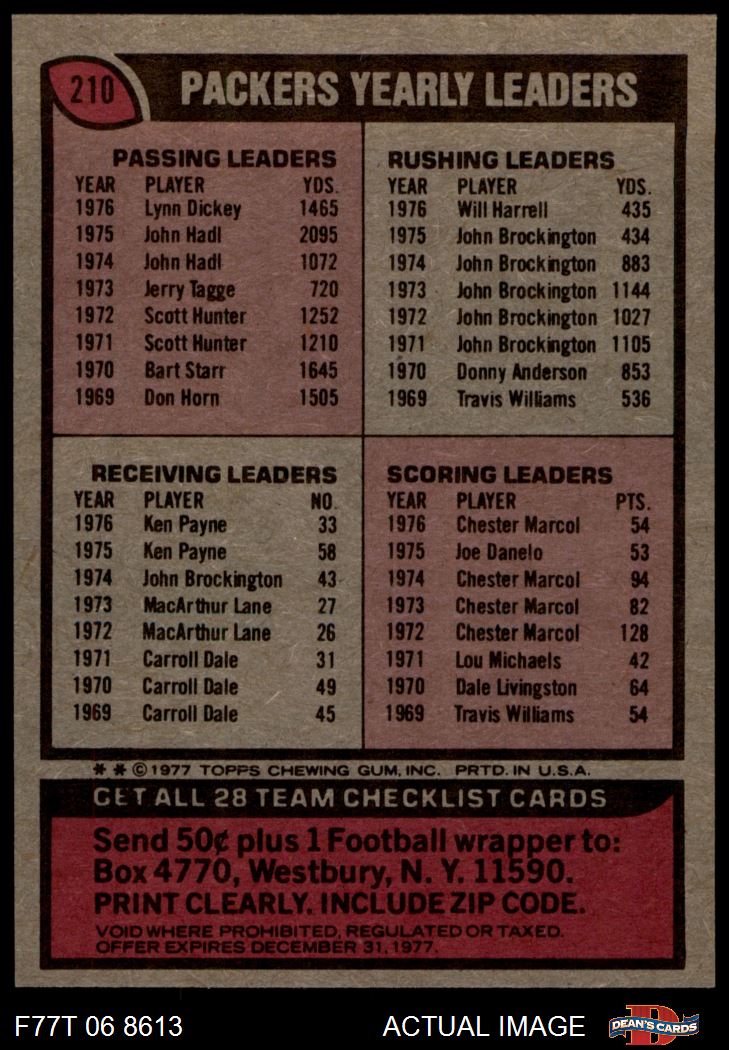 210 PACKERS YEARLY LEADERS
PASSING LEADERS
YEAR PLAYER YDS.
1976 Lynn Dickey 1465
1975 John Hadl 2095
1974 John Hadl 1072
1973 Jerry Tagge 720
1972 Scott Hunter 1252
1971 Scott Hunter 1210
1970 Bart Starr 1645
1969 Don Horn 1505
RUSHING LEADERS
YEAR PLAYER YDS.
1976 Will Harrell 435
1975 John Brockington 434
1974 John Brockington 883
1973 John Brockington 1144
1972 John Brockington 1027
1971 John Brockington 1105
1970 Donny Anderson 853
1969 Travis Williams 536
RECEIVING LEADERS
YEAR PLAYER NO.
1976 Ken Payne 33
1975 Ken Payne 58
1974 John Brockington 43
1973 MacArthur Lane 27
1972 MacArthur Lane 26
1971 Carroll Dale 31
1970 Carroll Dale 49
1969 Carroll Dale 45
SCORING LEADERS
YEAR PLAYER PTS.
1976 Chester Marcol 54
1975 Joe Danelo 53
1974 Chester Marcol 94
1973 Chester Marcol 82
1972 Chester Marcol 128
1971 Lou Michaels 42
1970 Dale Livingston 64
1969 Travis Williams 54
* * © 1977 TOPPS CHEWING GUM, INC. PRTD. IN U.S.A.
GET ALL 28 TEAM CHECKLIST CARDS
Send 50¢ plus 1 Football wrapper to:
Box 4770, Westbury, N. Y. 11590.
PRINT CLEARLY. INCLUDE ZIP CODE.
VOID WHERE PROHIBITED, REGULATED OR TAXED.
OFFER EXPIRES DECEMBER 31, 1977.
F77T 06 8613 ACTUAL IMAGE D DEAN'S CARDS